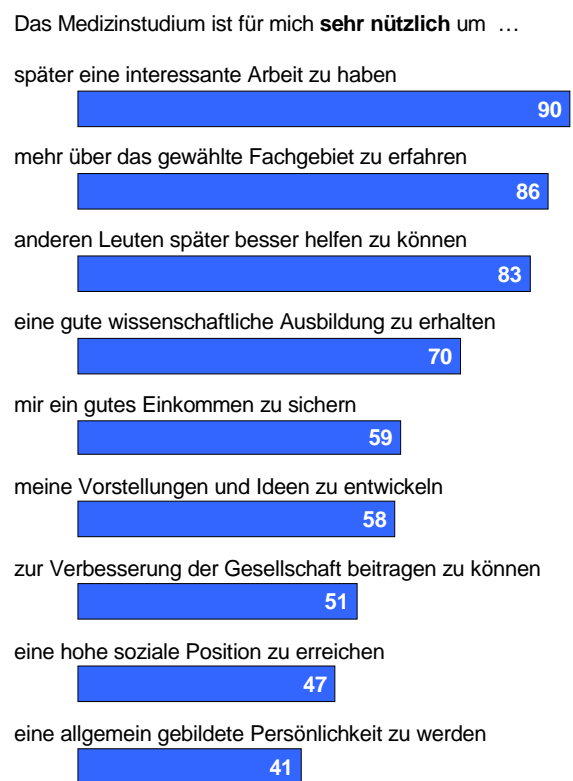 Das Medizinstudium ist für mich sehr nützlich um …
später eine interessante Arbeit zu haben
90
mehr über das gewählte Fachgebiet zu erfahren
86
anderen Leuten später besser helfen zu können
83
eine gute wissenschaftliche Ausbildung zu erhalten
70
mir ein gutes Einkommen zu sichern
59
meine Vorstellungen und Ideen zu entwickeln
58
zur Verbesserung der Gesellschaft beitragen zu können
51
eine hohe soziale Position zu erreichen
47
eine allgemein gebildete Persönlichkeit zu werden
41